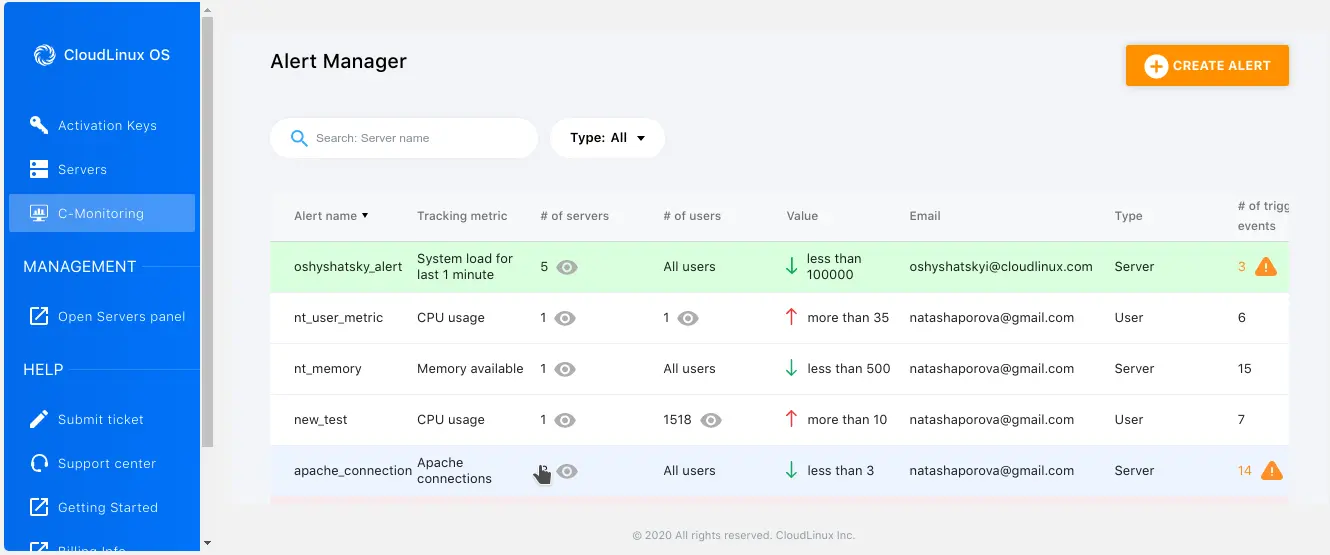 CloudLinux OS
Activation Keys
Servers
C-Monitoring
MANAGEMENT
Open Servers panel
HELP
Submit ticket
Support center
Getting Started
Billing Info
Alert Manager
CREATE ALERT
Search: Server name
Type: All
Alert name
Tracking metric
# of servers
# of users
Value
Email
Type
# of trigg
events
oshyshatsky_alert
System load for
last 1 minute
5
All users
less than
100000
oshyshatskyi@cloudlinux.com
Server
3
nt_user_metric
CPU usage
1
1
more than 35
natashaporova@gmail.com
User
6
nt_memory
Memory available
1
All users
less than 500
natashaporova@gmail.com
Server
15
new_test
CPU usage
1
1518
more than 10
natashaporova@gmail.com
User
7
apache_connection
Apache
connections
All users
less than 3
natashaporova@gmail.com
Server
14
© 2020 All rights reserved. CloudLinux Inc.